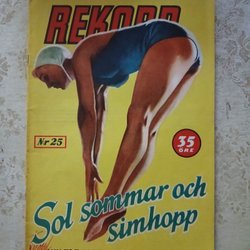 REKORD
Nr 25
35
ÖRE
Sol sommar och
simhopp